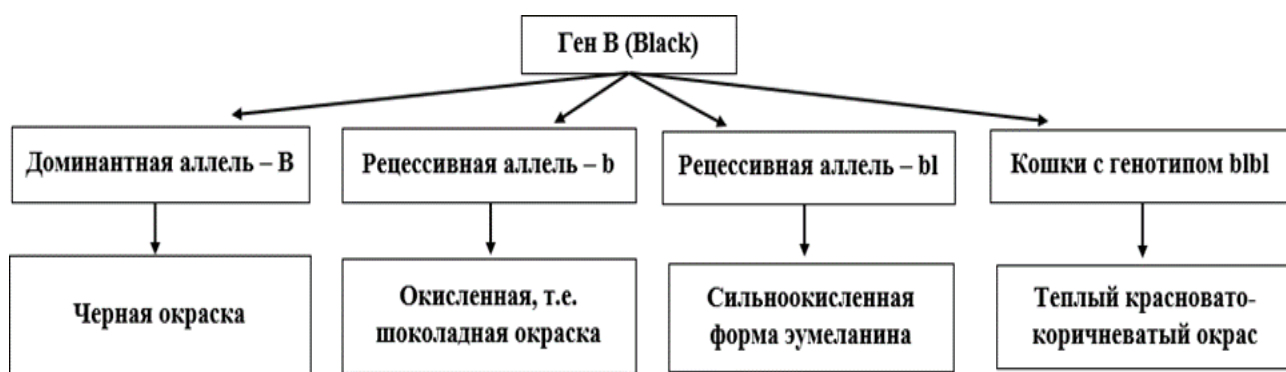 Ген В (Black)
Доминантная аллель – В
Рецессивная аллель – b
Рецессивная аллель – bl
Кошки с генотипом blbl
Черная окраска
Окисленная, т.е.
шоколадная окраска
Сильноокисленная
форма эумеланина
Теплый красновато-
коричневатый окрас